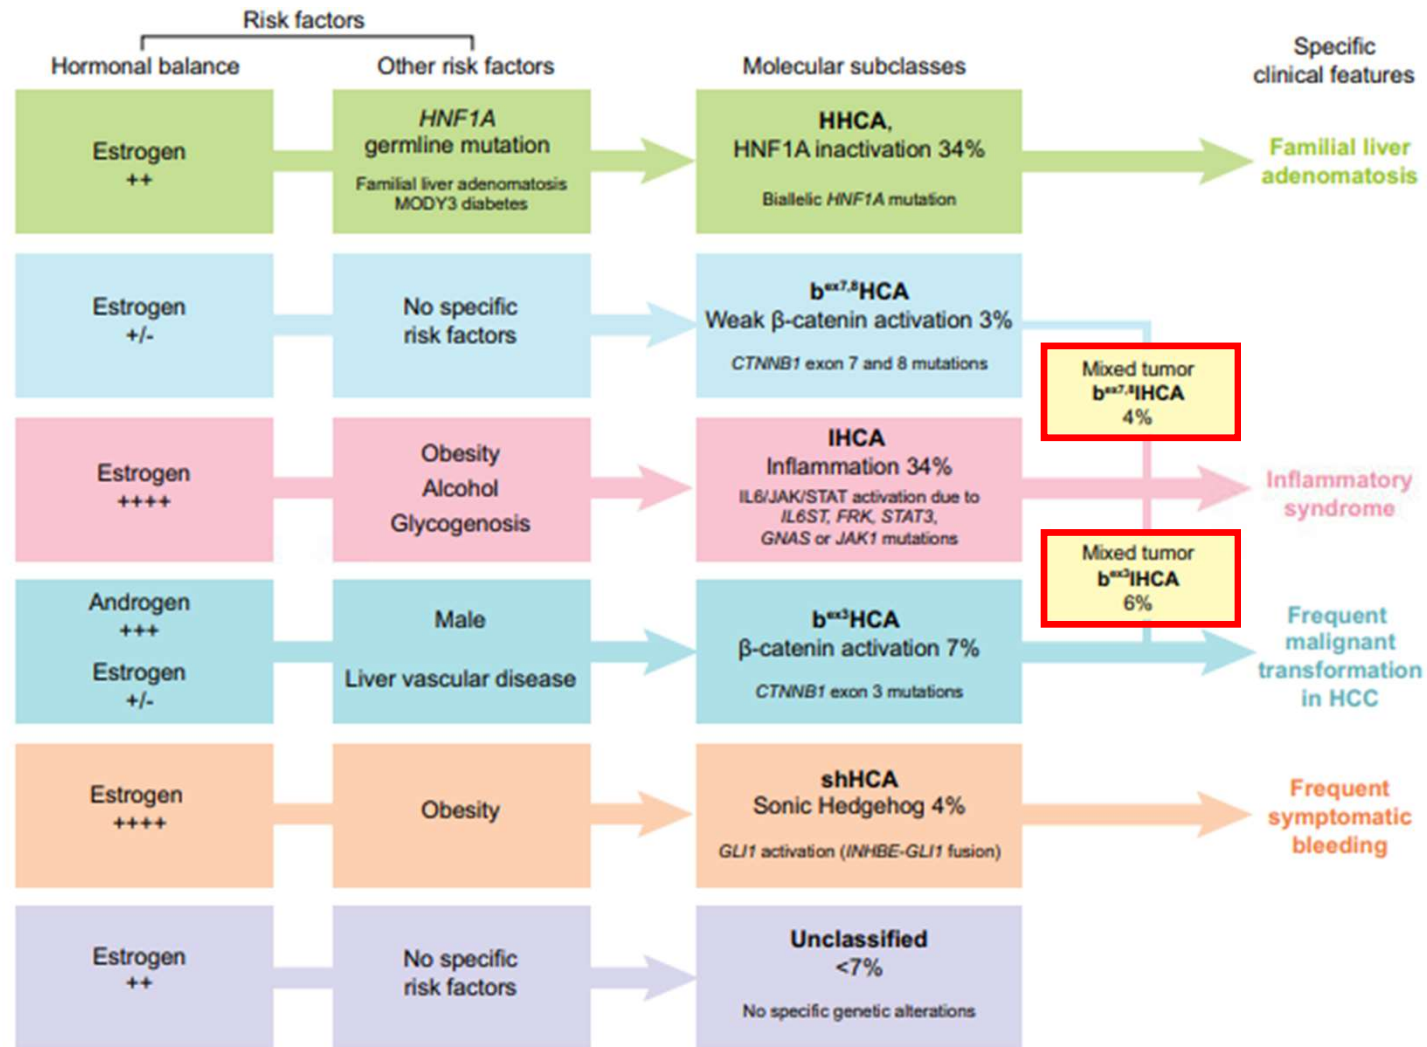 Risk factors
Hormonal balance
Other risk factors
Molecular subclasses
Specific
clinical features
Estrogen
++
HNF1A
germline mutation
Familial liver adenomatosis
MODY3 diabetes
HHCA,
HNF1A inactivation 34%
Biallelic HNF1A mutation
Familial liver
adenomatosis
Estrogen
+/-
No specific
risk factors
bex7,8HCA
Weak β-catenin activation 3%
CTNNB1 exon 7 and 8 mutations
Mixed tumor
bex7,8IHCA
4%
Estrogen
++++
Obesity
Alcohol
Glycogenosis
IHCA
Inflammation 34%
IL6/JAK/STAT activation due to
IL6ST, FRK, STAT3,
GNAS or JAK1 mutations
Inflammatory
syndrome
Mixed tumor
bex3IHCA
6%
Androgen
+++
Estrogen
+/-
Male
Liver vascular disease
bex3HCA
β-catenin activation 7%
CTNNB1 exon 3 mutations
Frequent
malignant
transformation
in HCC
Estrogen
++++
Obesity
shHCA
Sonic Hedgehog 4%
GLI1 activation (INHBE-GLI1 fusion)
Frequent
symptomatic
bleeding
Estrogen
++
No specific
risk factors
Unclassified
<7%
No specific genetic alterations